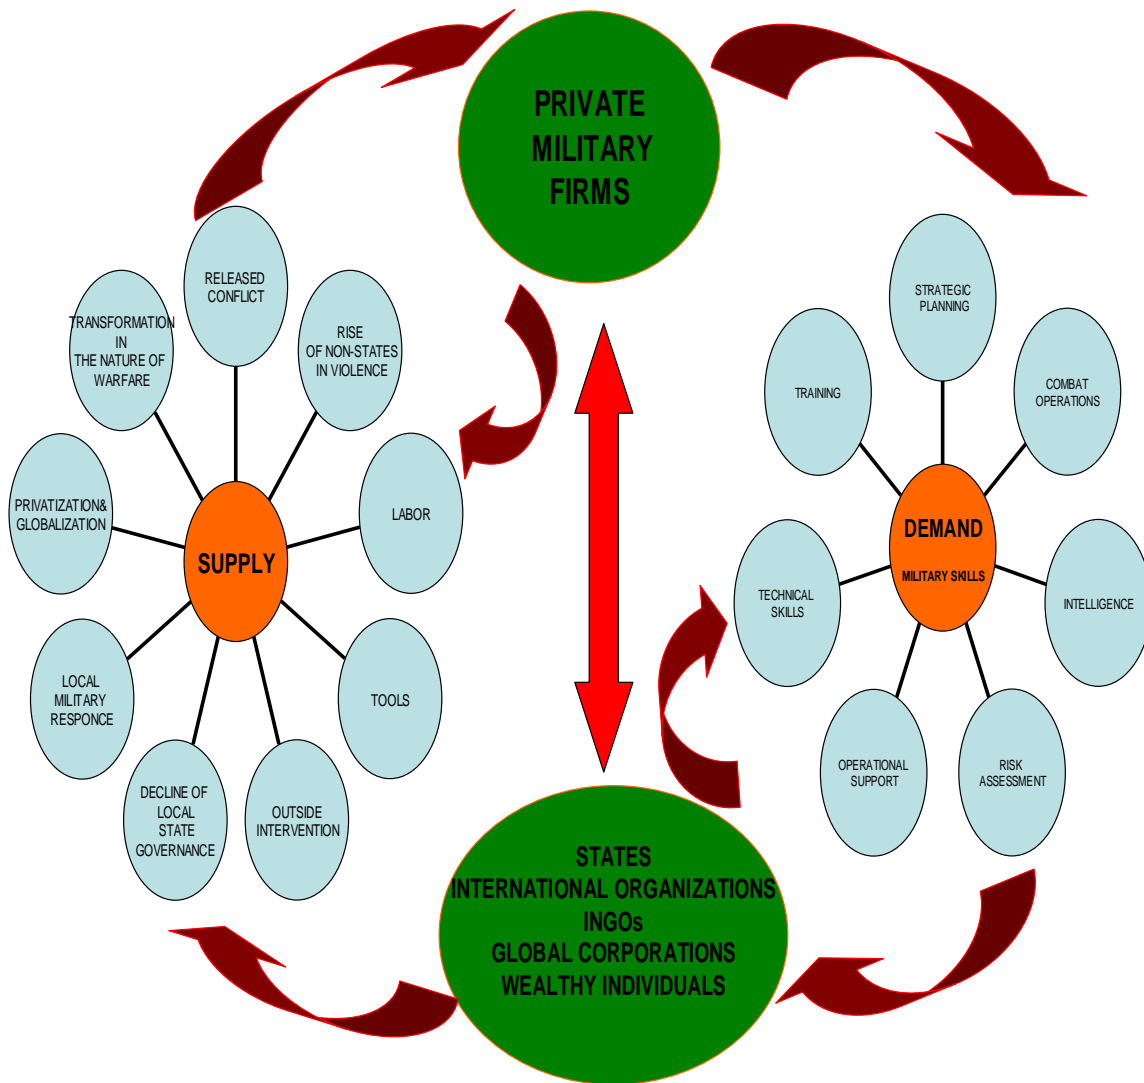 PRIVATE
MILITARY
FIRMS
RELEASED
CONFLICT
TRANSFORMATION
IN
THE NATURE OF
WARFARE
RISE
OF NON-STATES
IN VIOLENCE
PRIVATIZATION&
GLOBALIZATION
LABOR
SUPPLY
LOCAL
MILITARY
RESPONCE
TOOLS
DECLINE OF
LOCAL
STATE
GOVERNANCE
OUTSIDE
INTERVENTION
STRATEGIC
PLANNING
TRAINING
COMBAT
OPERATIONS
DEMAND
MILITARY SKILLS
TECHNICAL
SKILLS
INTELLIGENCE
OPERATIONAL
SUPPORT
RISK
ASSESSMENT
STATES
INTERNATIONAL ORGANIZATIONS
INGOs
GLOBAL CORPORATIONS
WEALTHY INDIVIDUALS